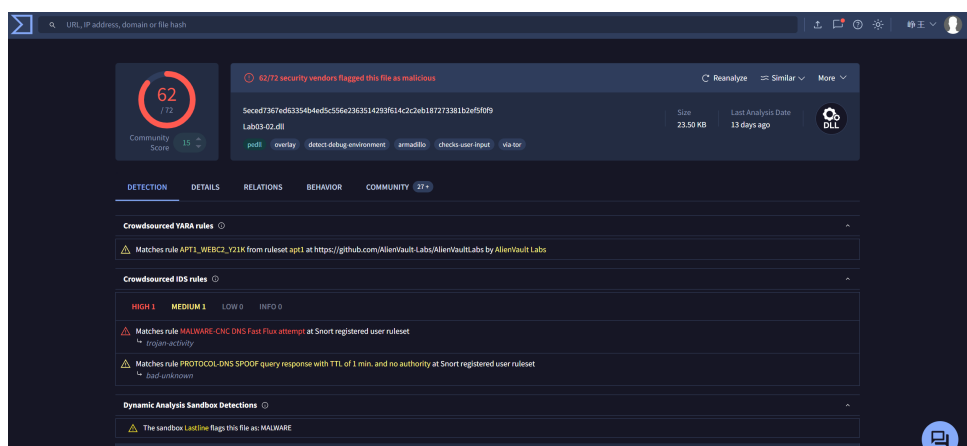 URL, IP address, domain or file hash
峥王
62
/ 72
Community
Score
15
62/72 security vendors flagged this file as malicious
Reanalyze
Similar
More
5eced7367ed63354b4ed5c556e2363514293f614c2c2eb187273381b2ef5f0f9
Lab03-02.dll
pedll
overlay
detect-debug-environment
armadillo
checks-user-input
via-tor
Size
23.50 KB
Last Analysis Date
13 days ago
DLL
DETECTION
DETAILS
RELATIONS
BEHAVIOR
COMMUNITY
27+
Crowdsourced YARA rules
Matches rule APT1_WEBC2_Y21K from ruleset apt1 at https://github.com/AlienVault-Labs/AlienVaultLabs by AlienVault Labs
Crowdsourced IDS rules
HIGH 1
MEDIUM 1
LOW 0
INFO 0
Matches rule MALWARE-CNC DNS Fast Flux attempt at Snort registered user ruleset
trojan-activity
Matches rule PROTOCOL-DNS SPOOF query response with TTL of 1 min. and no authority at Snort registered user ruleset
bad-unknown
Dynamic Analysis Sandbox Detections
The sandbox Lastline flags this file as: MALWARE